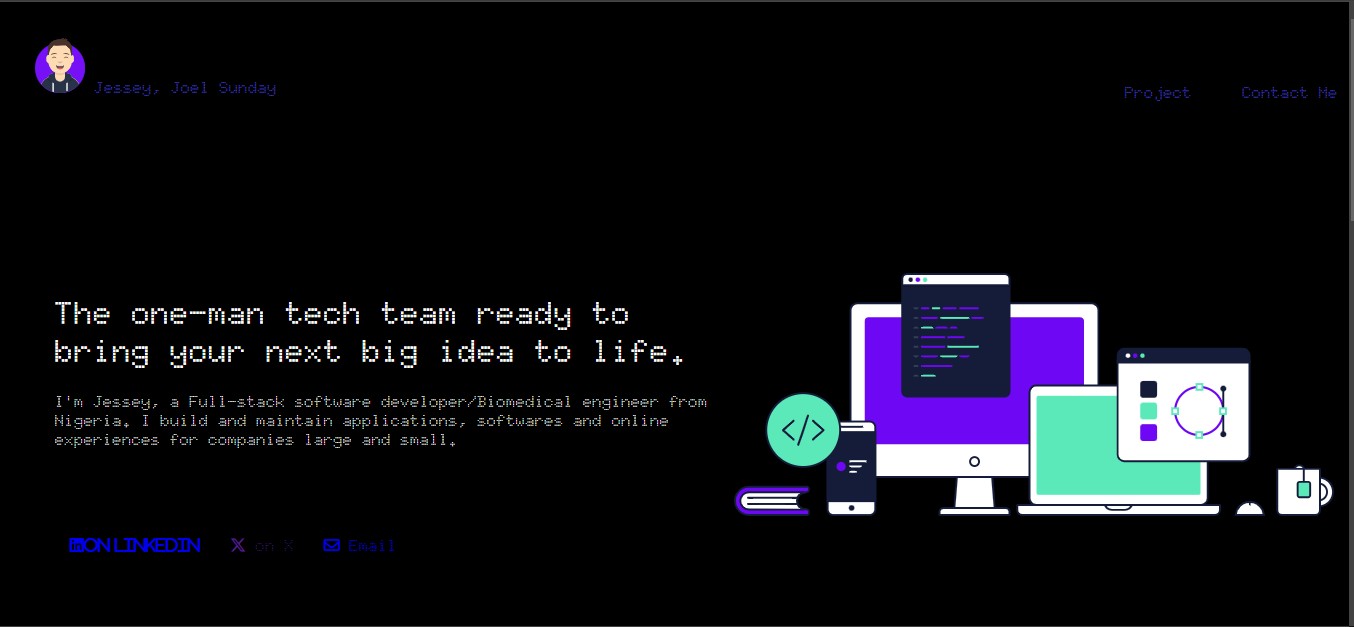 Jessey, Joel Sunday
Project
Contact Me
The one-man tech team ready to
bring your next big idea to life.
I'm Jessey, a Full-stack software developer/Biomedical engineer from
Nigeria. I build and maintain applications, softwares and online
experiences for companies large and small.
in ON LINKEDIN
X on X
Email